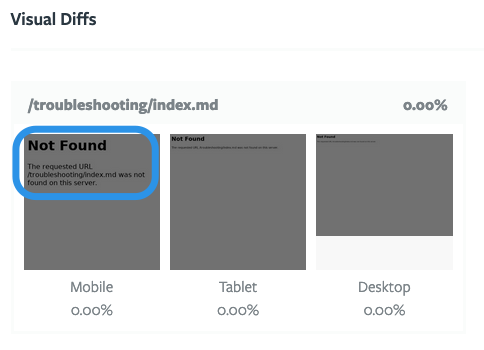 Visual Diffs
/troubleshooting/index.md 0.00%
Not Found
The requested URL
/troubleshooting/index.md was not
found on this server.
Not Found
The requested URL /troubleshooting/index.md was not found on this server.
Not Found
Mobile Tablet Desktop
0.00% 0.00% 0.00%